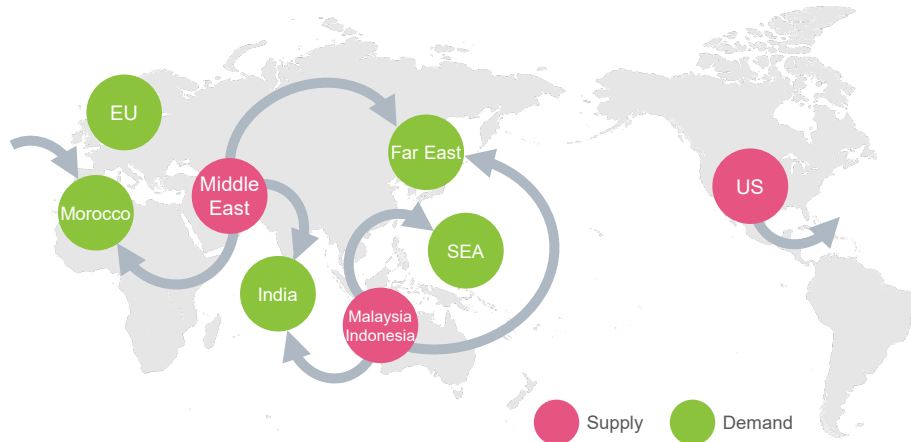 EU
Far East
Middle
East
US
Morocco
SEA
India
Malaysia
Indonesia
Supply
Demand